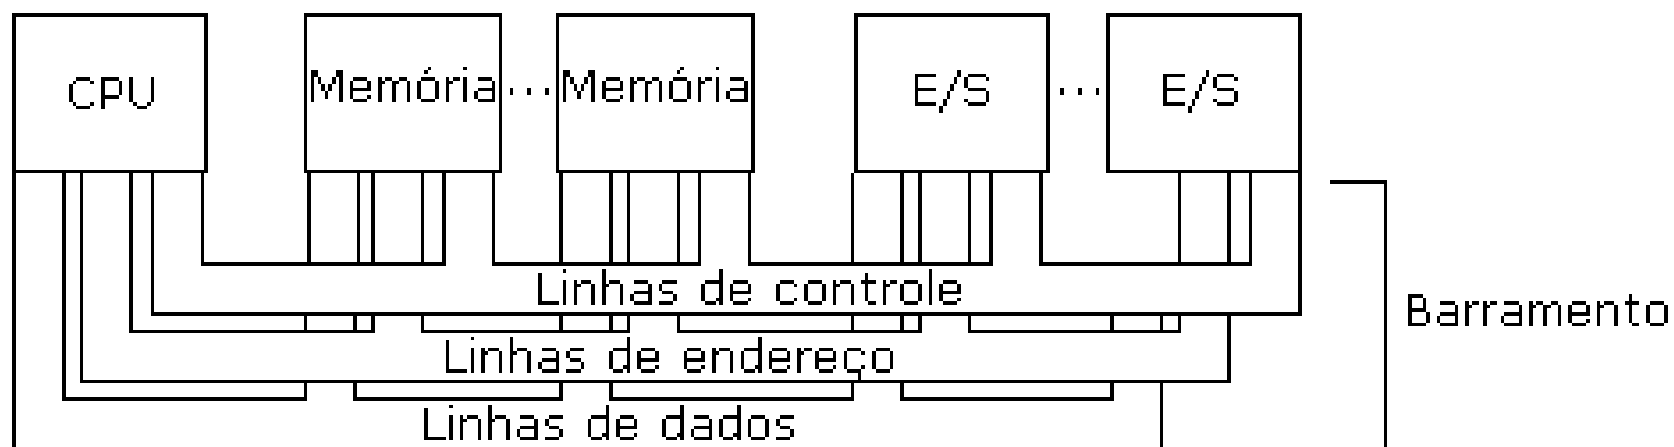 CPU
Memória
...
Memória
E/S
...
E/S
Linhas de controle
Barramento
Linhas de endereço
Linhas de dados